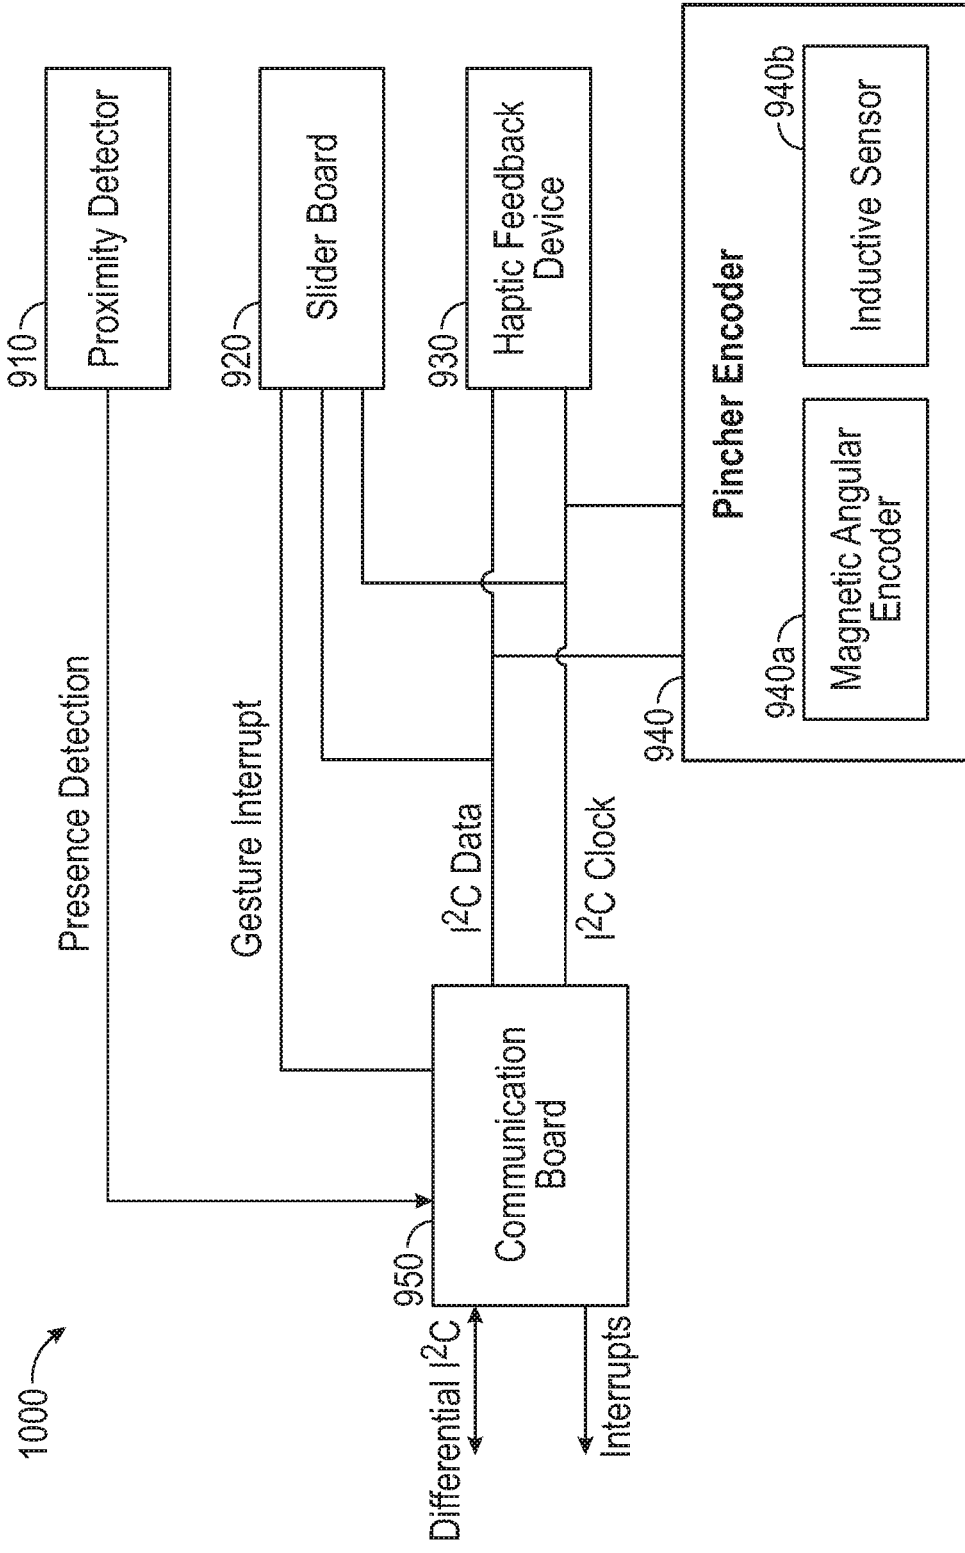 1000
Differential I²C
Interrupts
950
Communication
Board
Presence Detection
Gesture Interrupt
I²C Data
I²C Clock
910
Proximity Detector
920
Slider Board
930
Haptic Feedback
Device
940
Pincher Encoder
940a
Magnetic Angular
Encoder
940b
Inductive Sensor